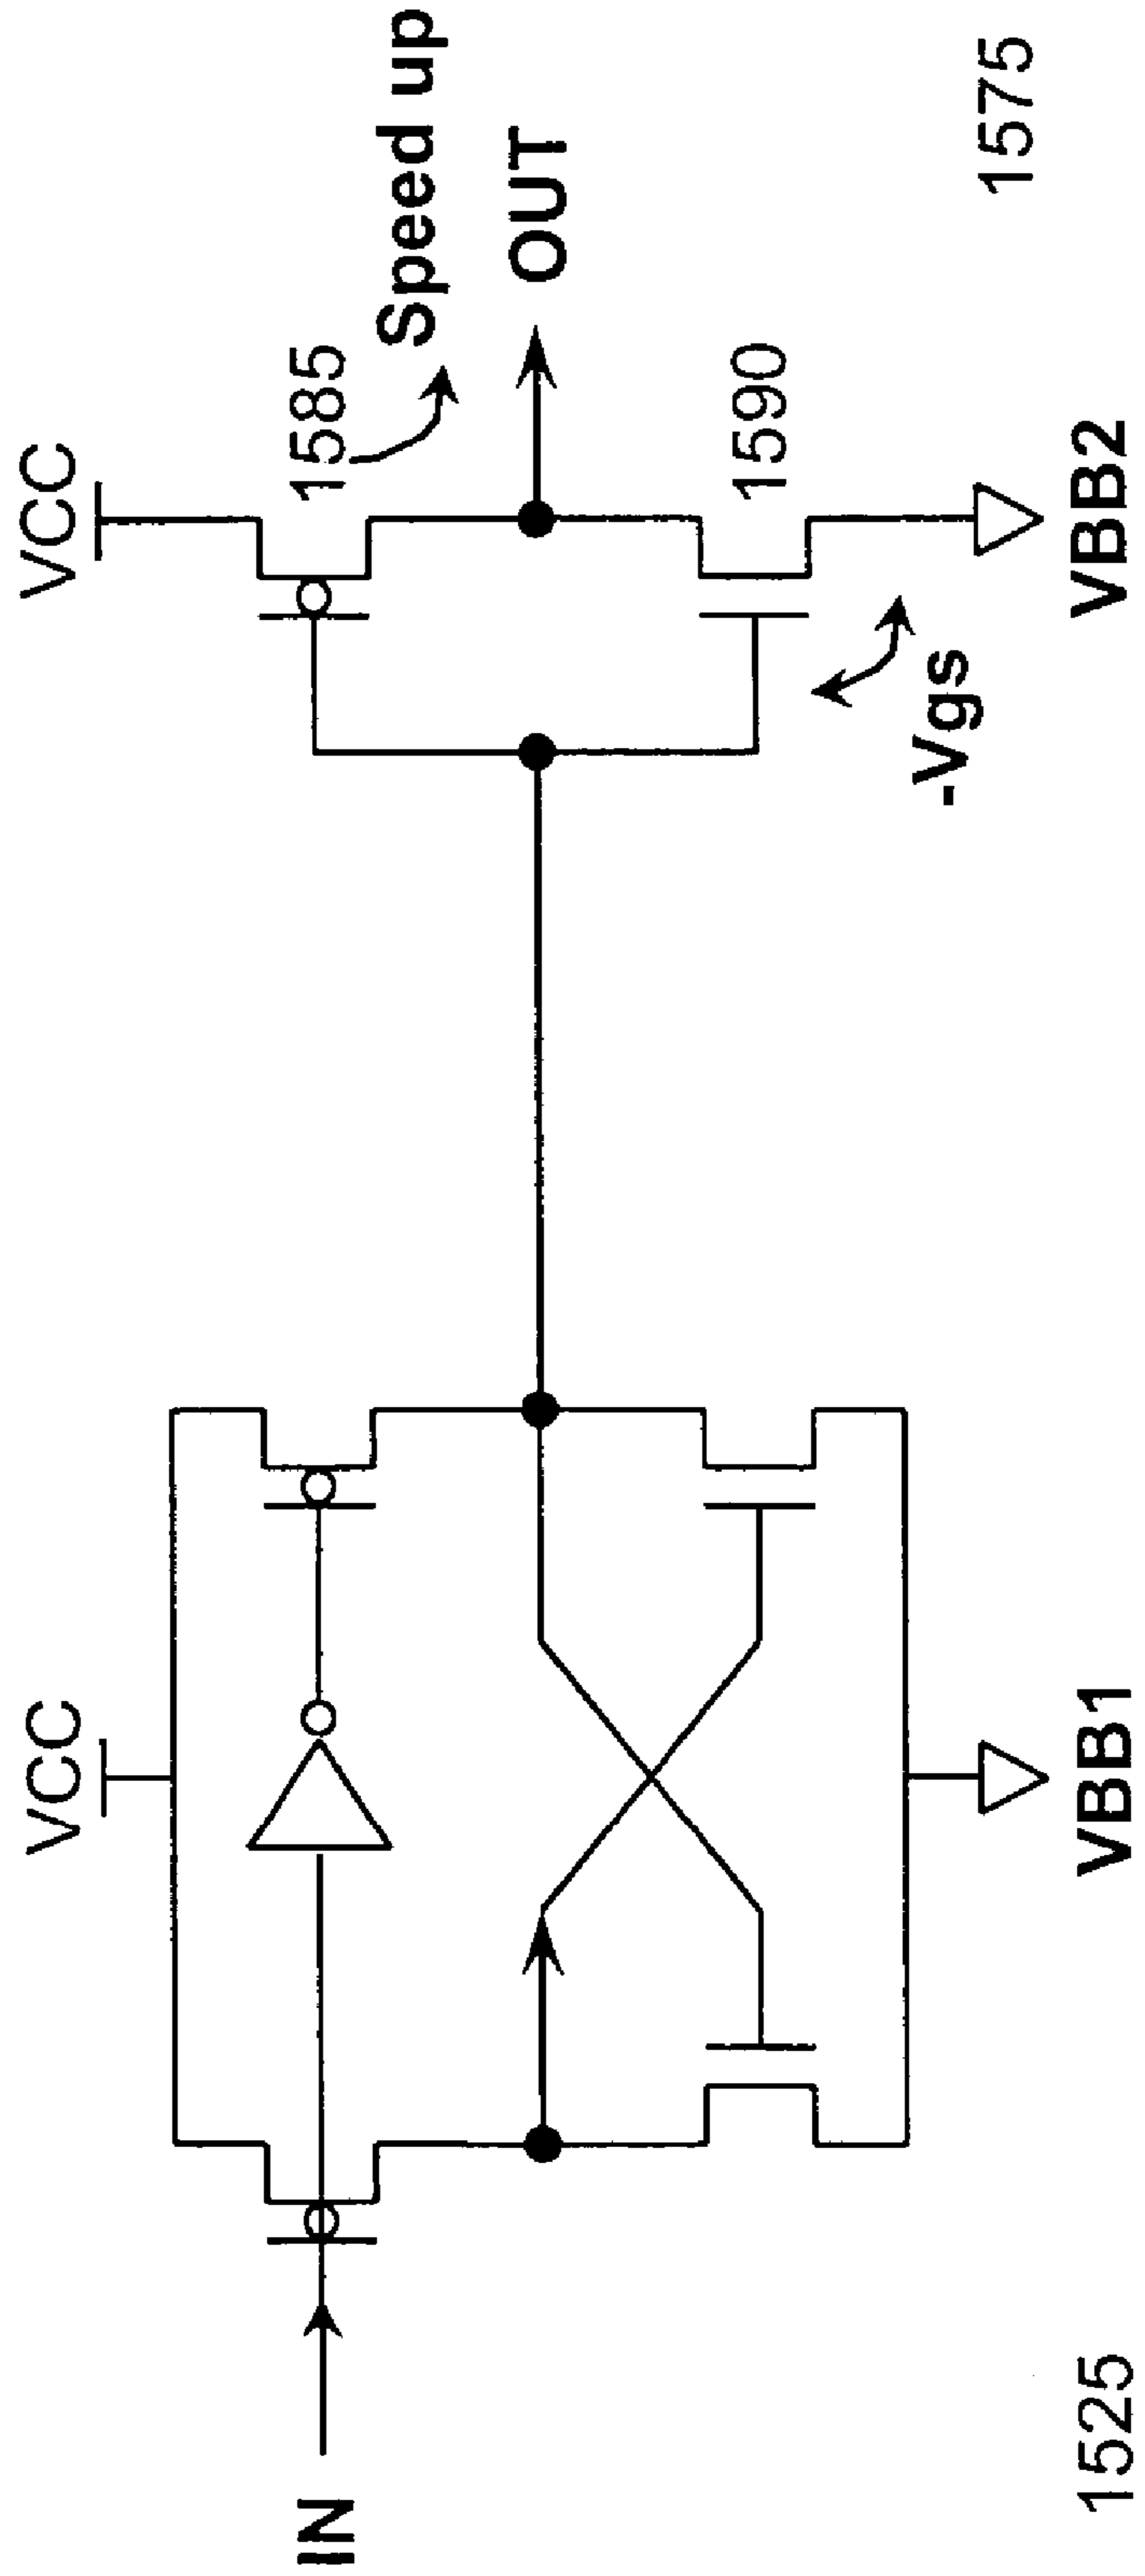 VCC
VCC
1585
Speed up
IN
OUT
1590
-Vgs
VBB1
VBB2
1525
1575